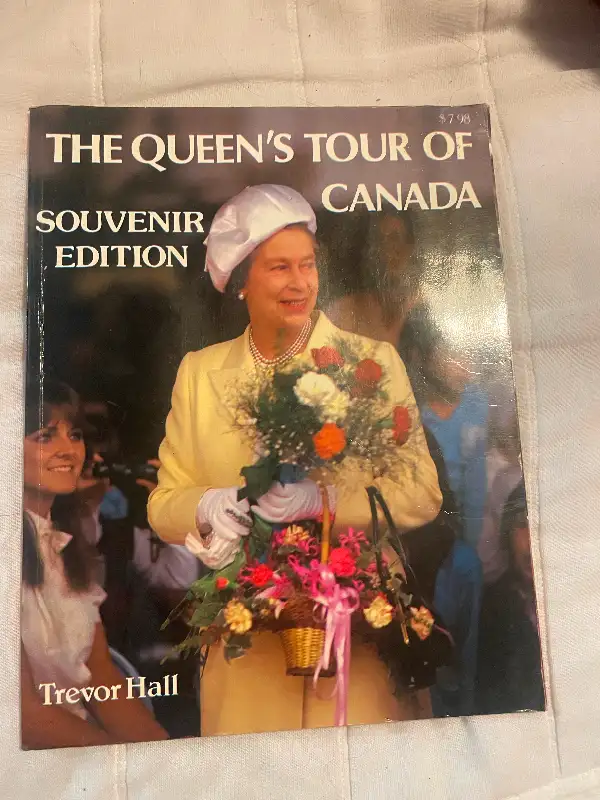 $7.98
THE QUEEN'S TOUR OF
CANADA
SOUVENIR
EDITION
Trevor Hall